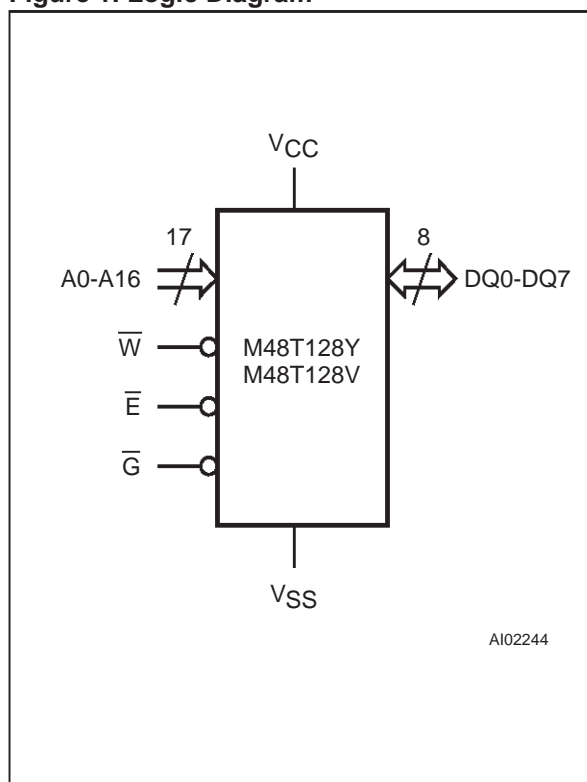 Figure 1. Logic Diagram
VCC
17
8
A0-A16
DQ0-DQ7
W
M48T128Y
M48T128V
E
G
VSS
AI02244